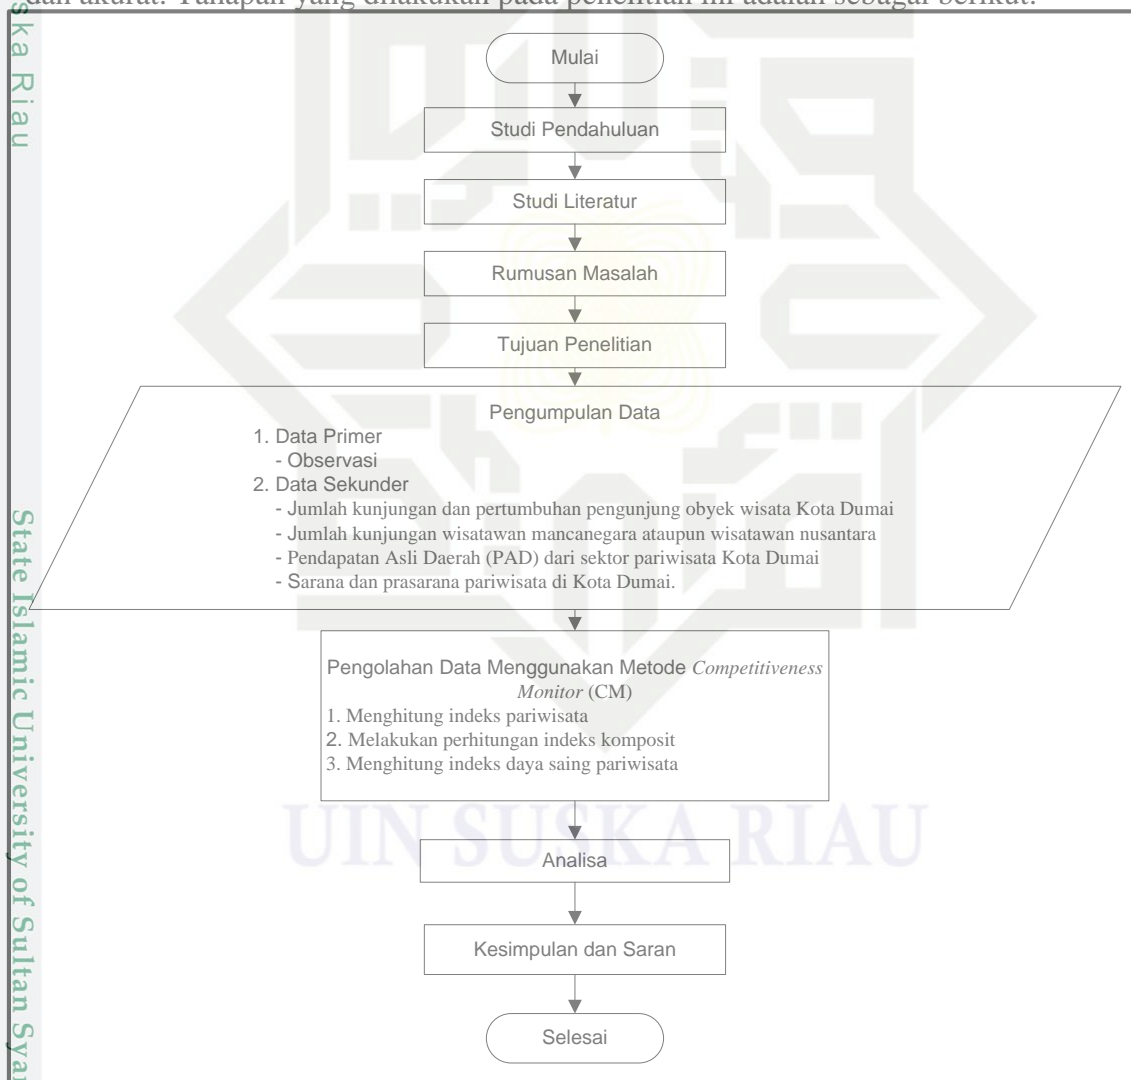 dan akurat. Tahapan yang dilakukan pada penelitian ini adalah sebagai berikut:
ska Riau
State Islamic University of Sultan Syar
Mulai
Studi Pendahuluan
Studi Literatur
Rumusan Masalah
Tujuan Penelitian
Pengumpulan Data
1. Data Primer
- Observasi
2. Data Sekunder
- Jumlah kunjungan dan pertumbuhan pengunjung obyek wisata Kota Dumai
- Jumlah kunjungan wisatawan mancanegara ataupun wisatawan nusantara
- Pendapatan Asli Daerah (PAD) dari sektor pariwisata Kota Dumai
- Sarana dan prasarana pariwisata di Kota Dumai.
Pengolahan Data Menggunakan Metode Competitiveness
Monitor (CM)
1. Menghitung indeks pariwisata
2. Melakukan perhitungan indeks komposit
3. Menghitung indeks daya saing pariwisata
UIN SUSKA RIAU
Analisa
Kesimpulan dan Saran
Selesai